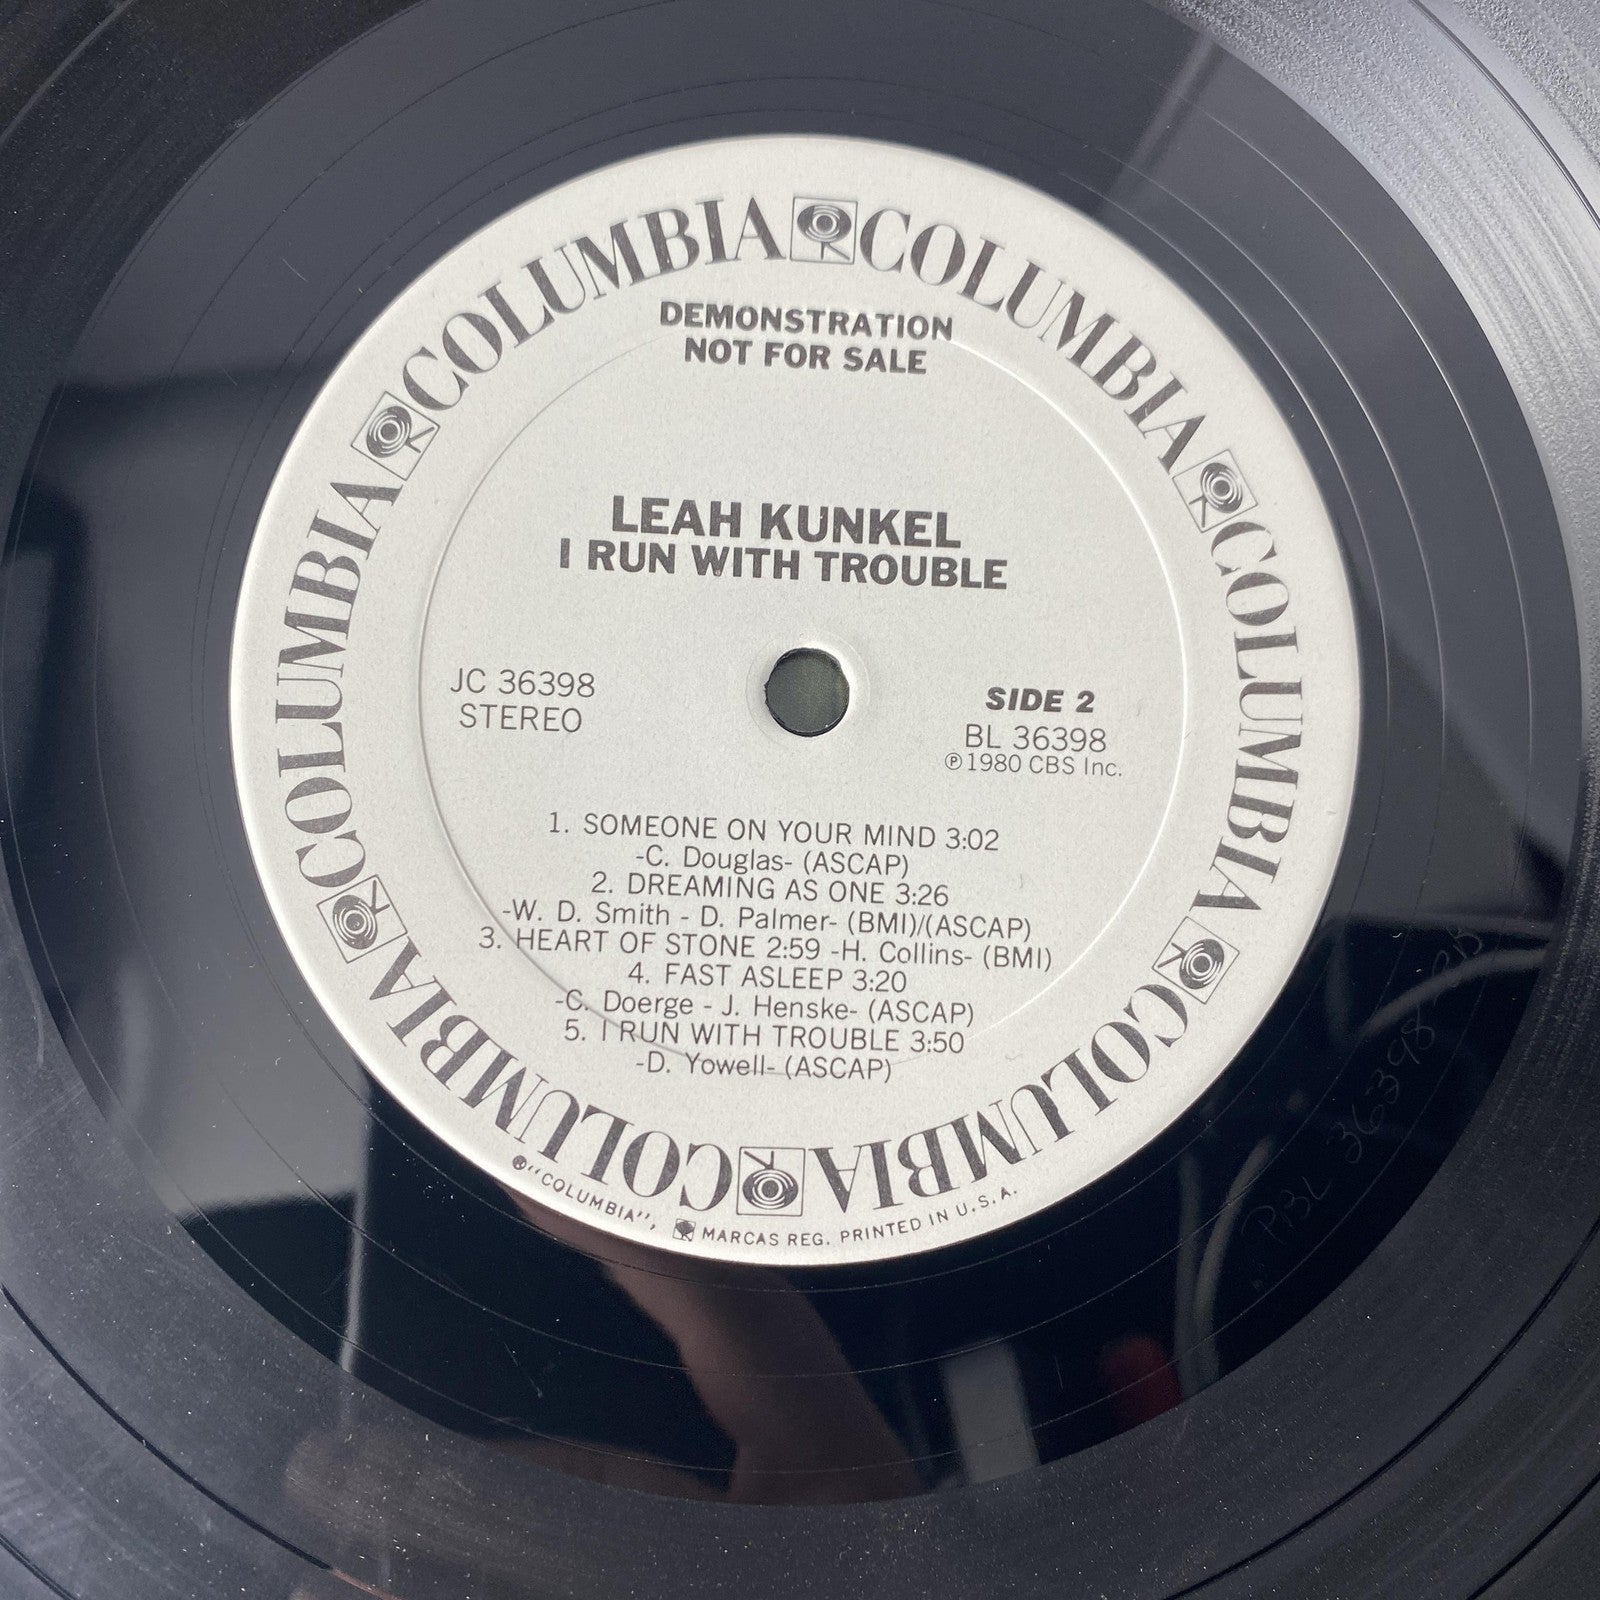 COLUMBIA COLUMBIA COLUMBIA COLUMBIA COLUMBIA COLUMBIA
DEMONSTRATION
NOT FOR SALE
LEAH KUNKEL
I RUN WITH TROUBLE
JC 36398
STEREO
SIDE 2
BL 36398
℗ 1980 CBS Inc.
1. SOMEONE ON YOUR MIND 3:02
-C. Douglas- (ASCAP)
2. DREAMING AS ONE 3:26
-W. D. Smith - D. Palmer- (BMI)/(ASCAP)
3. HEART OF STONE 2:59 -H. Collins- (BMI)
4. FAST ASLEEP 3:20
-C. Doerge - J. Henske- (ASCAP)
5. I RUN WITH TROUBLE 3:50
-D. Yowell- (ASCAP)
®"COLUMBIA", MARCAS REG. PRINTED IN U.S.A.
PBL 36398